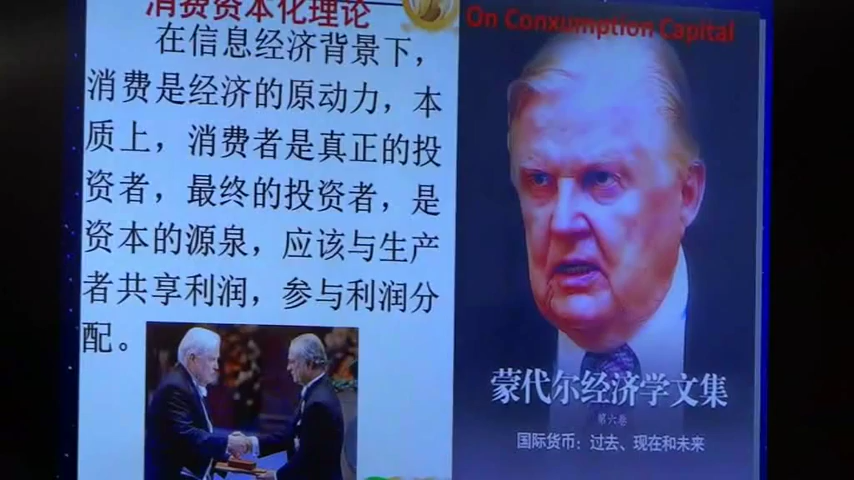 消费资本化理论
在信息经济背景下，
消费是经济的原动力，本
质上，消费者是真正的投
资者，最终的投资者，是
资本的源泉，应该与生产
者共享利润，参与利润分
配。
On Conxumption Capital
蒙代尔经济学文集
第六卷
国际货币：过去、现在和未来